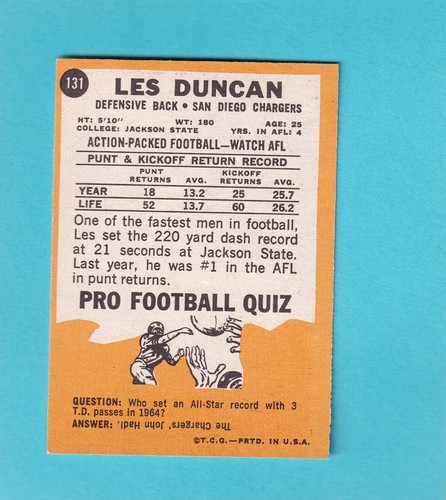 131
LES DUNCAN
DEFENSIVE BACK • SAN DIEGO CHARGERS
HT: 5'10" WT: 180 AGE: 25
COLLEGE: JACKSON STATE YRS. IN AFL: 4
ACTION-PACKED FOOTBALL—WATCH AFL
PUNT & KICKOFF RETURN RECORD
PUNT KICKOFF
RETURNS AVG. RETURNS AVG.
YEAR 18 13.2 25 25.7
LIFE 52 13.7 60 26.2
One of the fastest men in football,
Les set the 220 yard dash record
at 21 seconds at Jackson State.
Last year, he was #1 in the AFL
in punt returns.
PRO FOOTBALL QUIZ
QUESTION: Who set an All-Star record with 3
T.D. passes in 1964?
ANSWER: The Chargers' John Hadl.
©T.C.G.—PRTD. IN U.S.A.